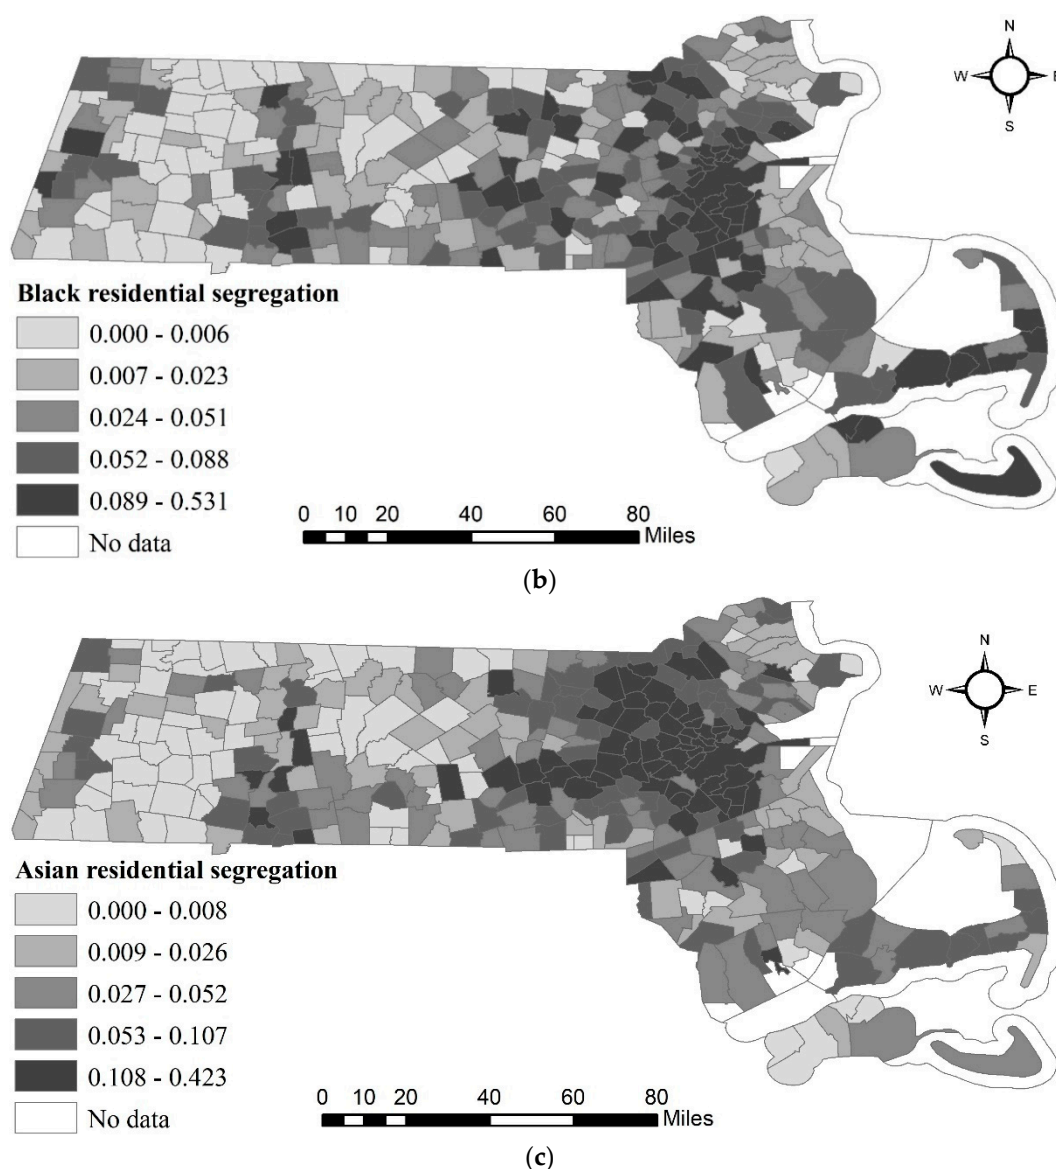 N
W E
S
Black residential segregation
0.000 - 0.006
0.007 - 0.023
0.024 - 0.051
0.052 - 0.088
0.089 - 0.531
No data
0 10 20 40 60 80
Miles
(b)
N
W E
S
Asian residential segregation
0.000 - 0.008
0.009 - 0.026
0.027 - 0.052
0.053 - 0.107
0.108 - 0.423
No data
0 10 20 40 60 80
Miles
(c)